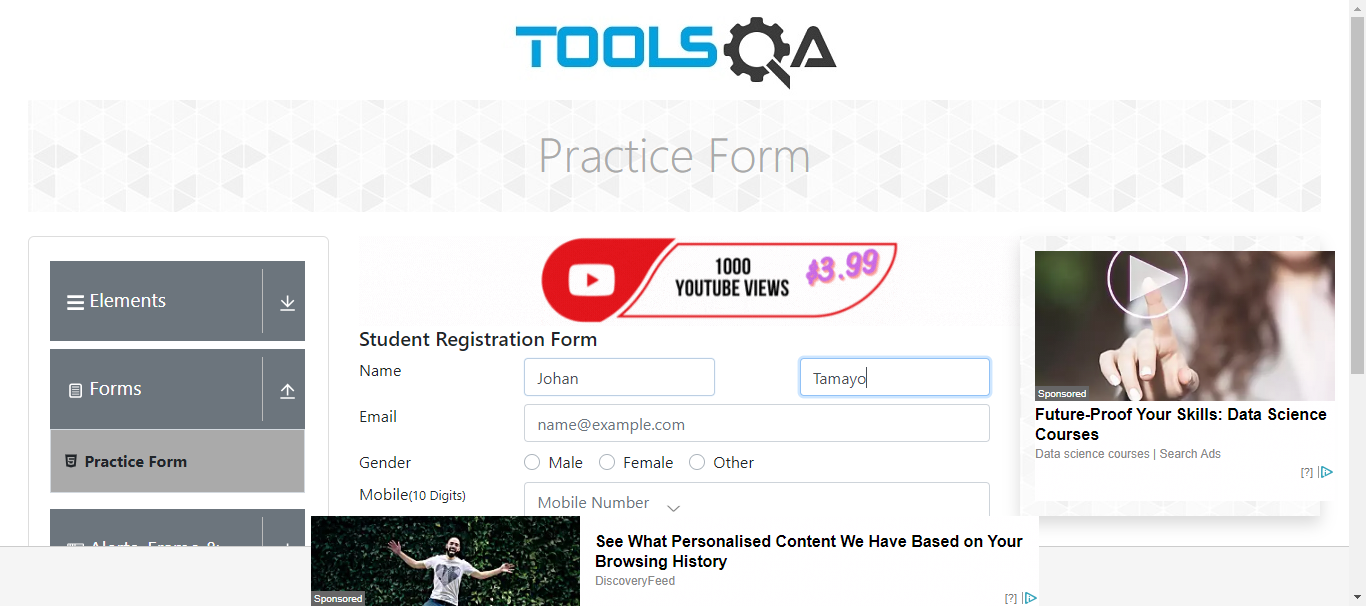 TOOLSQA
Practice Form
Elements
Forms
Practice Form
1000
YOUTUBE VIEWS
$3.99
Student Registration Form
Name
Johan
Tamayo
Email
name@example.com
Gender
Male
Female
Other
Mobile(10 Digits)
Mobile Number
Sponsored
Future-Proof Your Skills: Data Science
Courses
Data science courses | Search Ads
[?]
Sponsored
See What Personalised Content We Have Based on Your
Browsing History
DiscoveryFeed
[?]